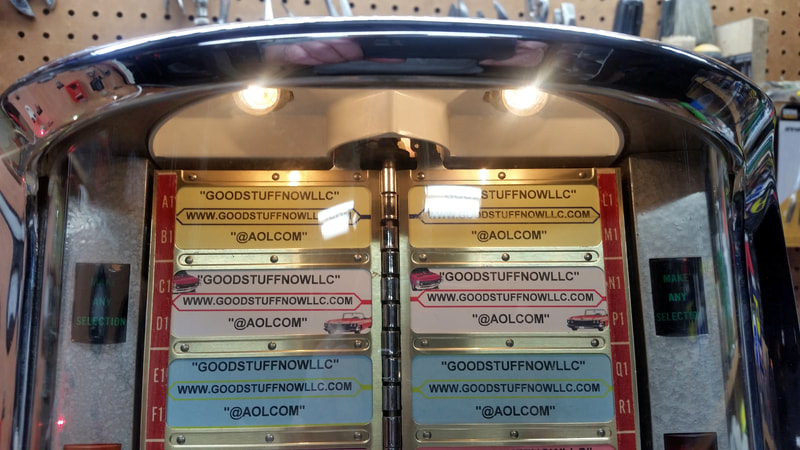 A1
"GOODSTUFFNOWLLC"
WWW.GOODSTUFFNOWLLC.COM
B1
"@AOLCOM"
C1
"GOODSTUFFNOWLLC"
WWW.GOODSTUFFNOWLLC.COM
D1
"@AOLCOM"
E1
"GOODSTUFFNOWLLC"
WWW.GOODSTUFFNOWLLC.COM
F1
"@AOLCOM"
"GOODSTUFFNOWLLC"
L1
WWW.GOODSTUFFNOWLLC.COM
"@AOLCOM"
M1
"GOODSTUFFNOWLLC"
N1
WWW.GOODSTUFFNOWLLC.COM
"@AOLCOM"
P1
"GOODSTUFFNOWLLC"
Q1
WWW.GOODSTUFFNOWLLC.COM
"@AOLCOM"
R1
ANY
SELECTION
MAKE
ANY
SELECTION